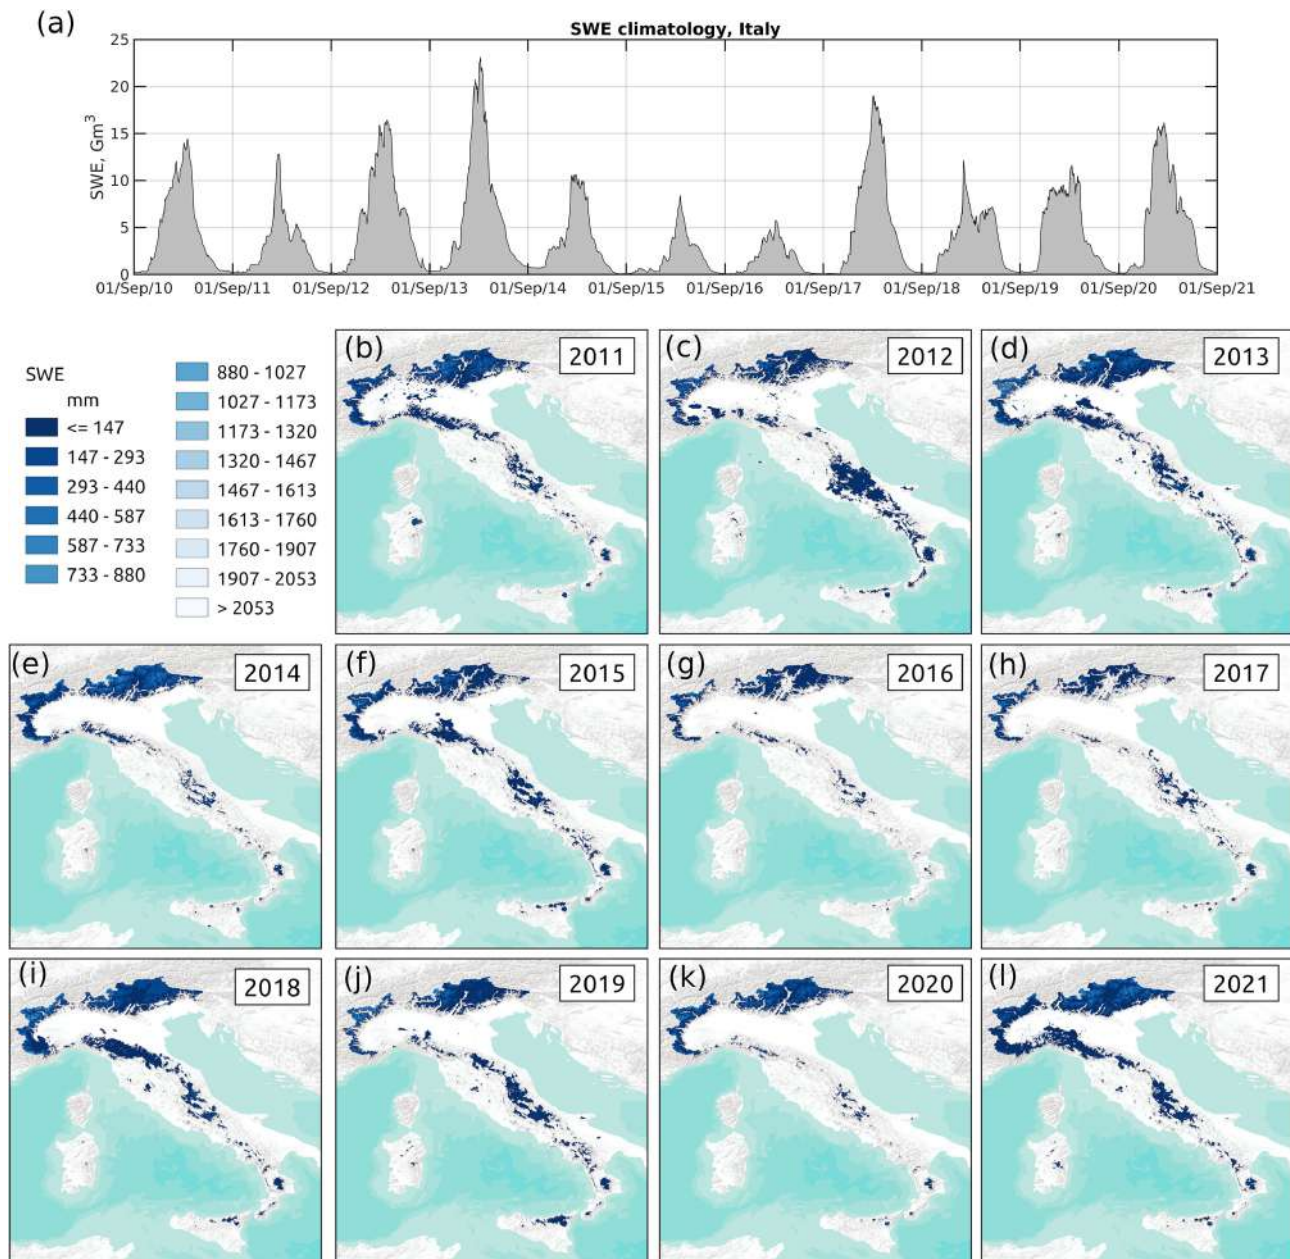 (a)
SWE climatology, Italy
SWE, Gm³
25
20
15
10
5
0
01/Sep/10 01/Sep/11 01/Sep/12 01/Sep/13 01/Sep/14 01/Sep/15 01/Sep/16 01/Sep/17 01/Sep/18 01/Sep/19 01/Sep/20 01/Sep/21
SWE
mm
<= 147
147 - 293
293 - 440
440 - 587
587 - 733
733 - 880
880 - 1027
1027 - 1173
1173 - 1320
1320 - 1467
1467 - 1613
1613 - 1760
1760 - 1907
1907 - 2053
> 2053
(b) 2011
(c) 2012
(d) 2013
(e) 2014
(f) 2015
(g) 2016
(h) 2017
(i) 2018
(j) 2019
(k) 2020
(l) 2021